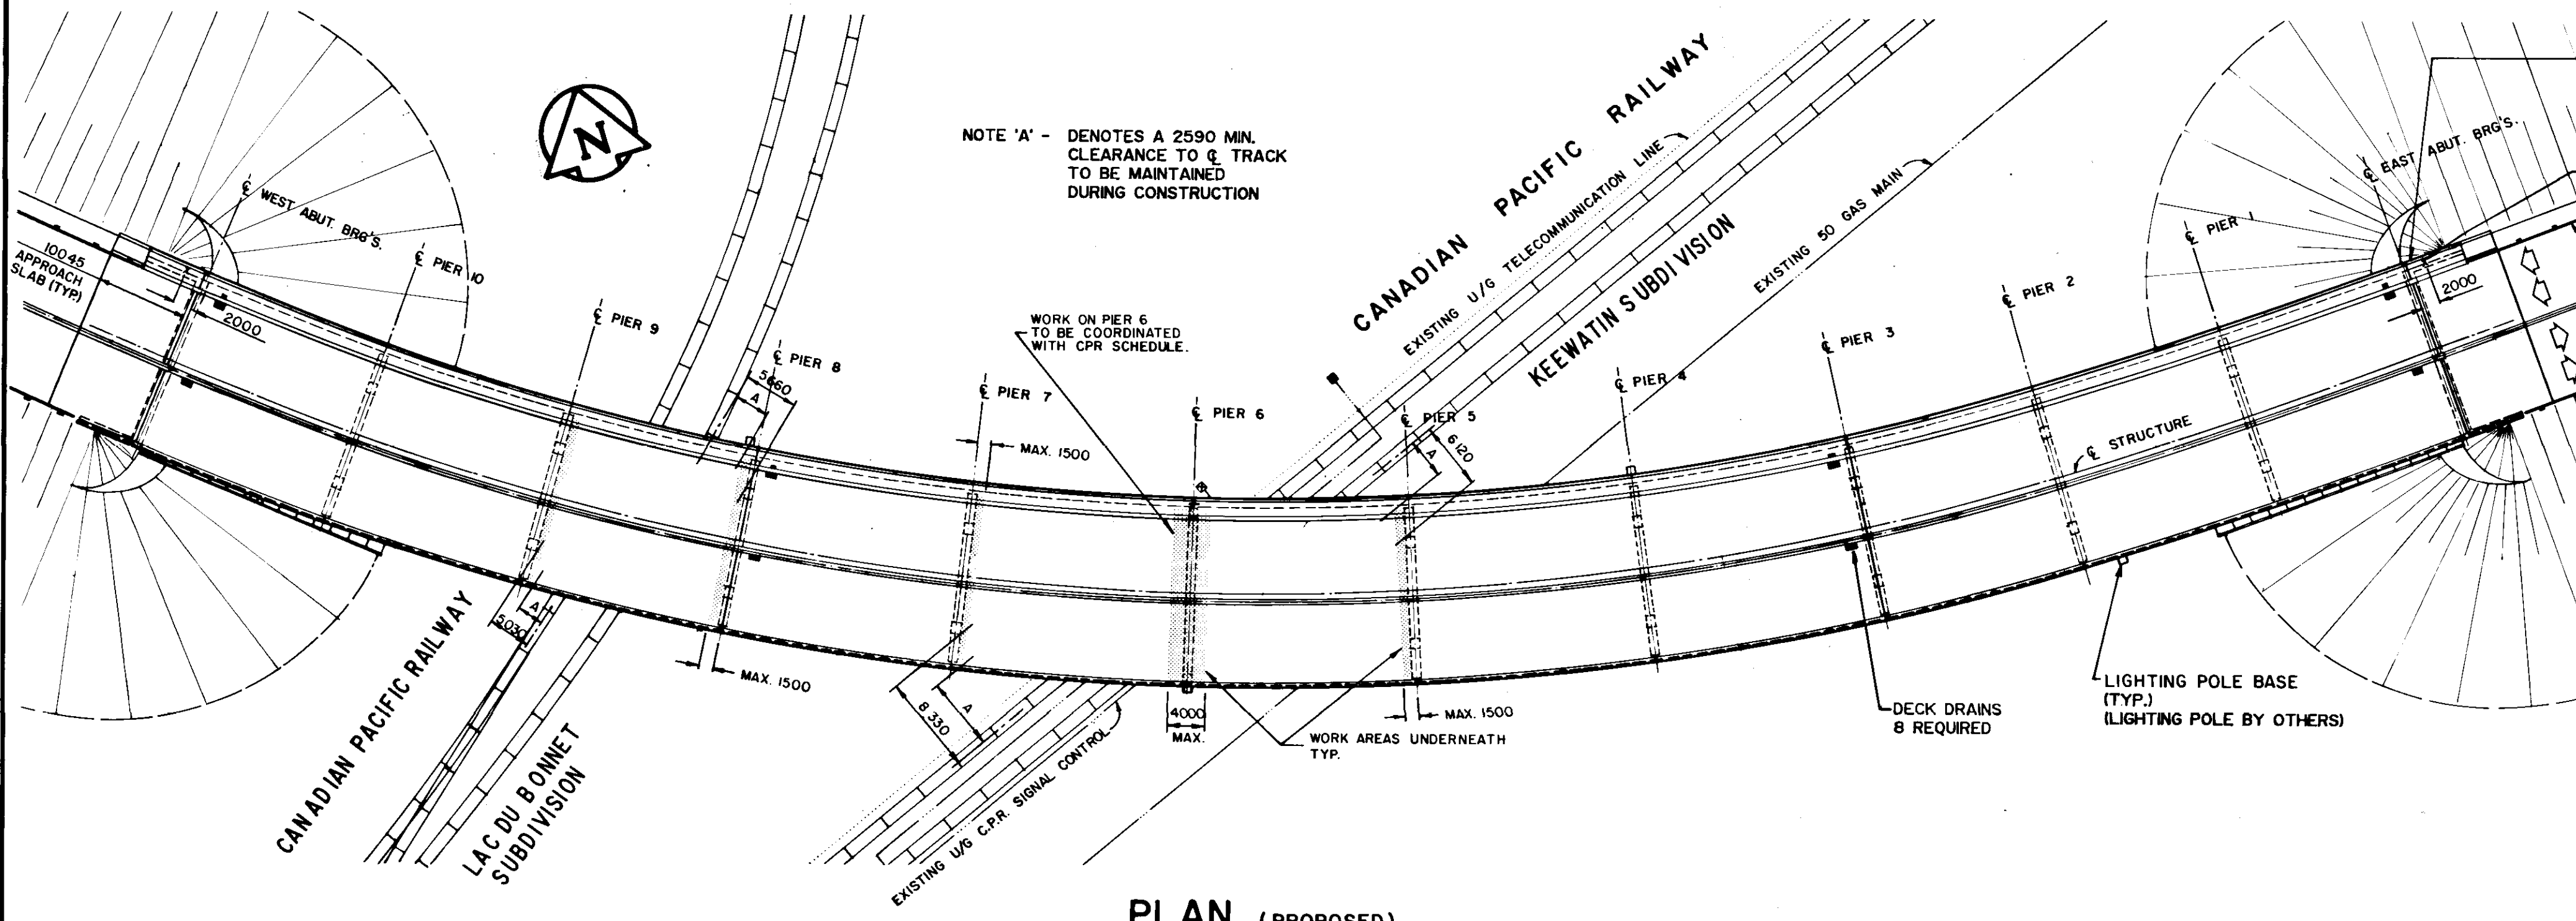 N
NOTE 'A' - DENOTES A 2590 MIN.
CLEARANCE TO ℄ TRACK
TO BE MAINTAINED
DURING CONSTRUCTION
CANADIAN PACIFIC RAILWAY
EXISTING U/G TELECOMMUNICATION LINE
KEEWATIN SUBDIVISION
EXISTING 50 GAS MAIN
℄ EAST ABUT. BRG'S.
℄ WEST ABUT. BRG'S.
10045
APPROACH
SLAB (TYP.)
2000
℄ PIER 10
℄ PIER 9
℄ PIER 8
5660
A
℄ PIER 7
MAX. 1500
WORK ON PIER 6
TO BE COORDINATED
WITH CPR SCHEDULE.
℄ PIER 6
℄ PIER 5
6120
A
℄ PIER 4
℄ PIER 3
℄ PIER 2
℄ PIER 1
2000
℄ STRUCTURE
A
5030
CANADIAN PACIFIC RAILWAY
LAC DU BONNET
SUBDIVISION
MAX. 1500
8330
A
EXISTING U/G C.P.R. SIGNAL CONTROL
4000
MAX.
MAX. 1500
WORK AREAS UNDERNEATH
TYP.
DECK DRAINS
8 REQUIRED
LIGHTING POLE BASE
(TYP.)
(LIGHTING POLE BY OTHERS)
PLAN (PROPOSED)